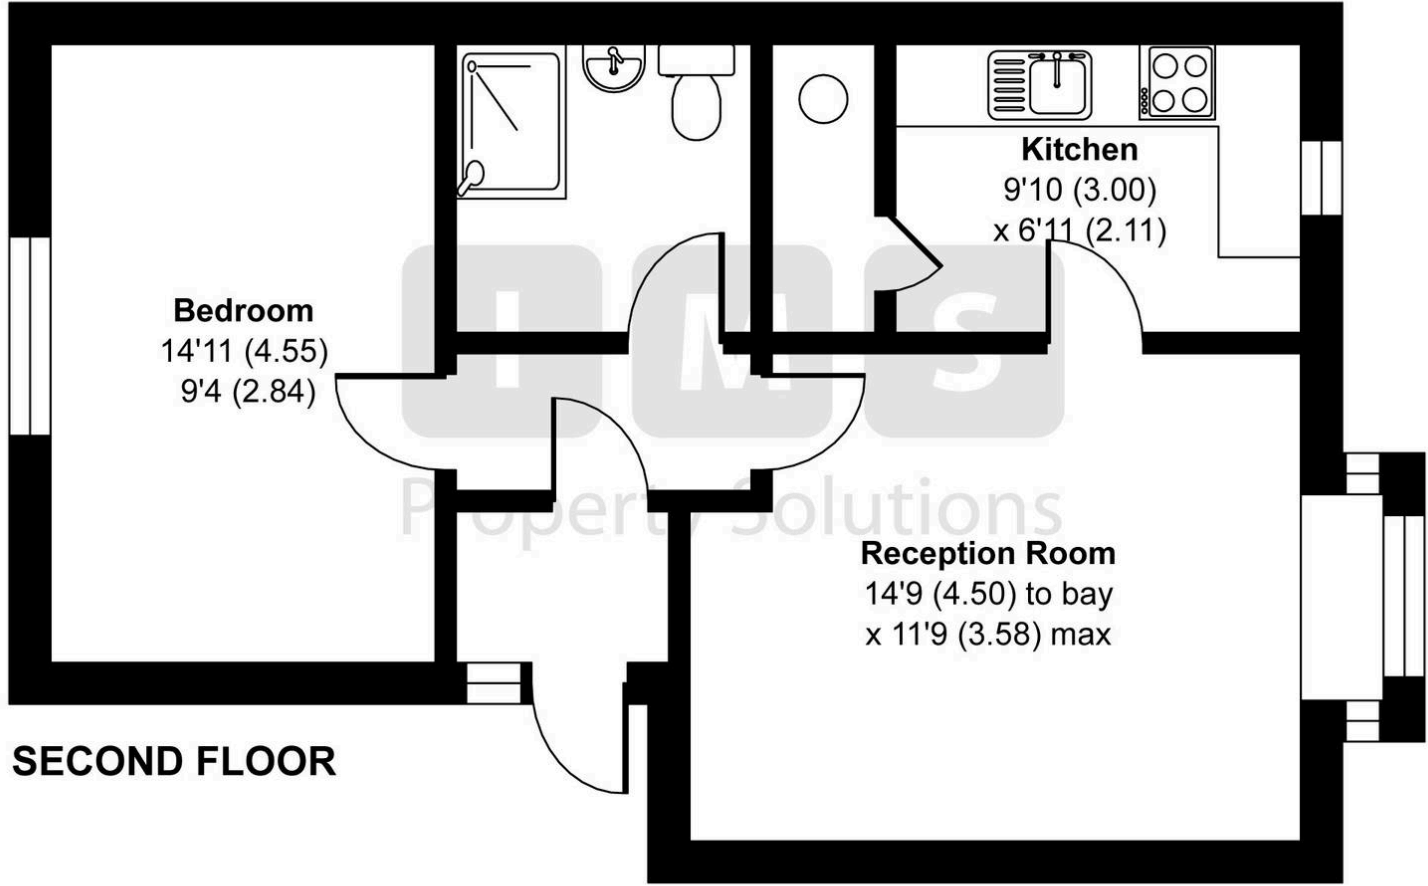 Kitchen
9'10 (3.00)
x 6'11 (2.11)
Bedroom
14'11 (4.55)
9'4 (2.84)
I M S
Property Solutions
Reception Room
14'9 (4.50) to bay
x 11'9 (3.58) max
SECOND FLOOR